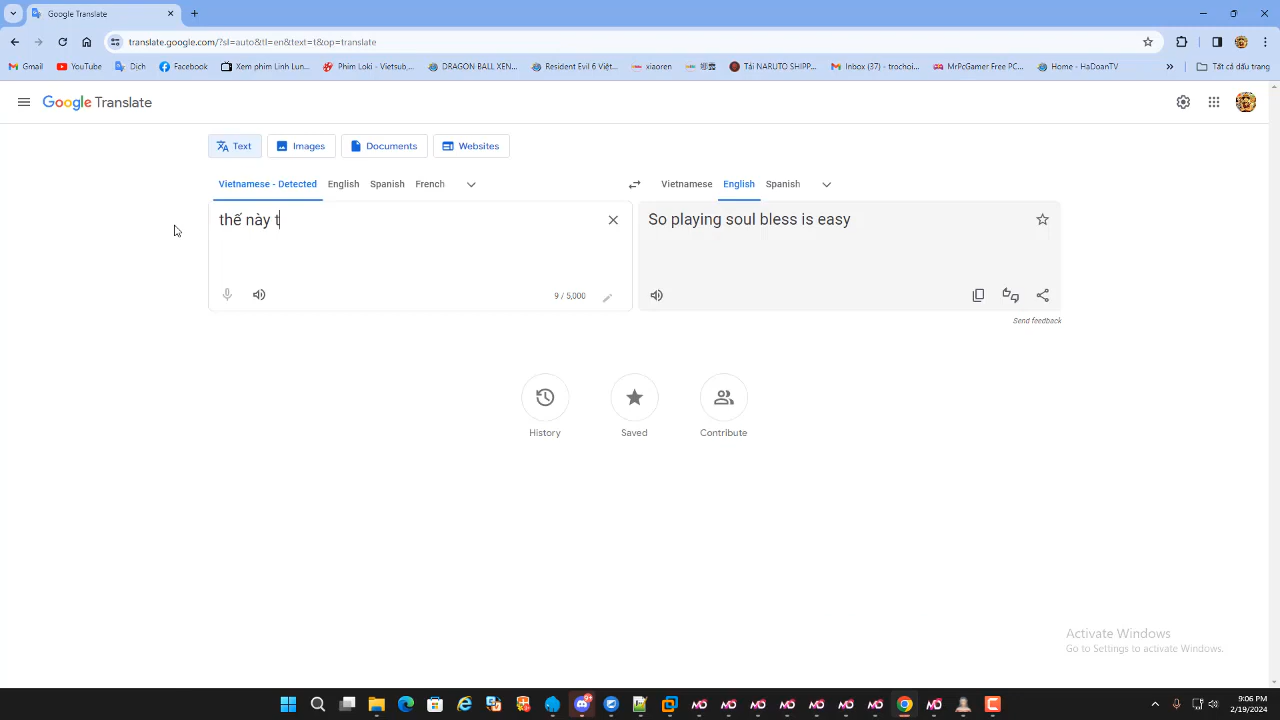 Google Translate
translate.google.com/?sl=auto&tl=en&text=t&op=translate
Gmail YouTube Dịch Facebook Xem phim Linh Lun... Phim Loki - Vietsub,... DRAGON BALL XEN... Resident Evil 6 Việt... xiaoren Tải NARUTO SHIPP... Inbox (37) - trochoi... MrPcGamer Free PC... Home - HaDoanTV » Tất cả dấu trang
Google Translate
Text Images Documents Websites
Vietnamese - Detected English Spanish French Vietnamese English Spanish
thế này t
So playing soul bless is easy
9 / 5,000
Send feedback
History Saved Contribute
Activate Windows
Go to Settings to activate Windows.
9+
9:06 PM
2/19/2024